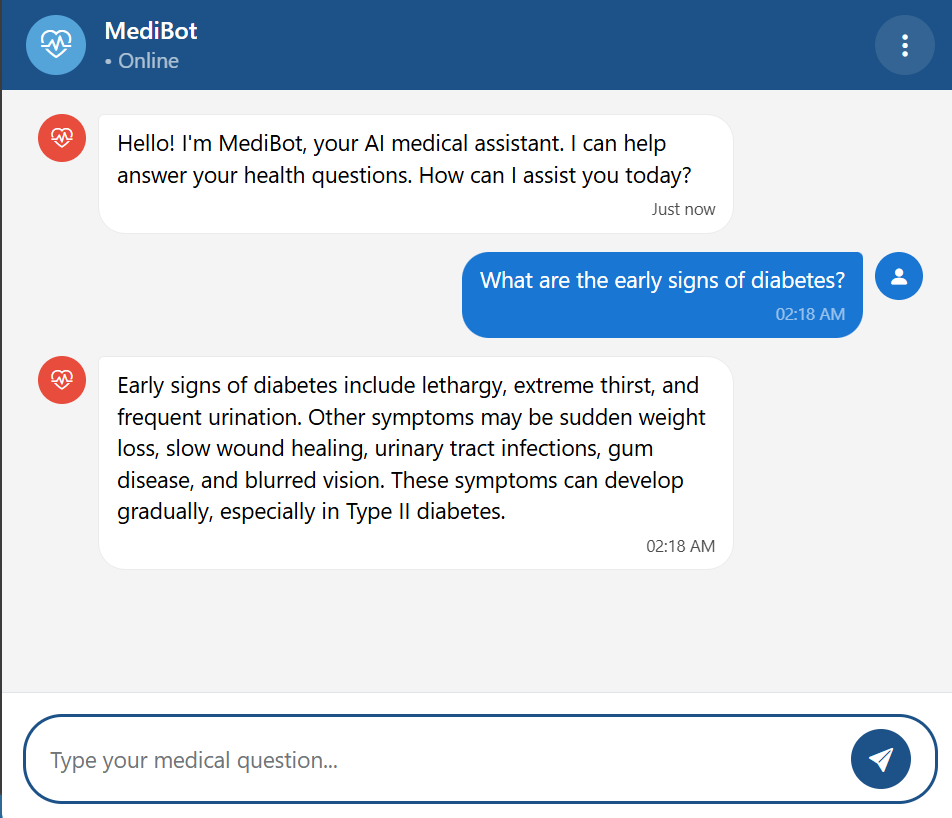 MediBot
• Online
Hello! I'm MediBot, your AI medical assistant. I can help
answer your health questions. How can I assist you today?
Just now
What are the early signs of diabetes?
02:18 AM
Early signs of diabetes include lethargy, extreme thirst, and
frequent urination. Other symptoms may be sudden weight
loss, slow wound healing, urinary tract infections, gum
disease, and blurred vision. These symptoms can develop
gradually, especially in Type II diabetes.
02:18 AM
Type your medical question...